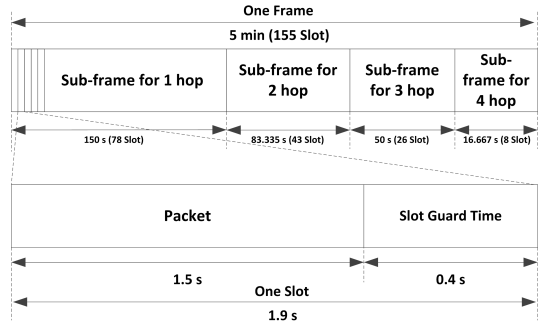 One Frame
5 min (155 Slot)
Sub-frame for 1 hop
Sub-frame for
2 hop
Sub-frame
for 3 hop
Sub-
frame for
4 hop
150 s (78 Slot)
83.335 s (43 Slot)
50 s (26 Slot)
16.667 s (8 Slot)
Packet
Slot Guard Time
1.5 s
0.4 s
One Slot
1.9 s